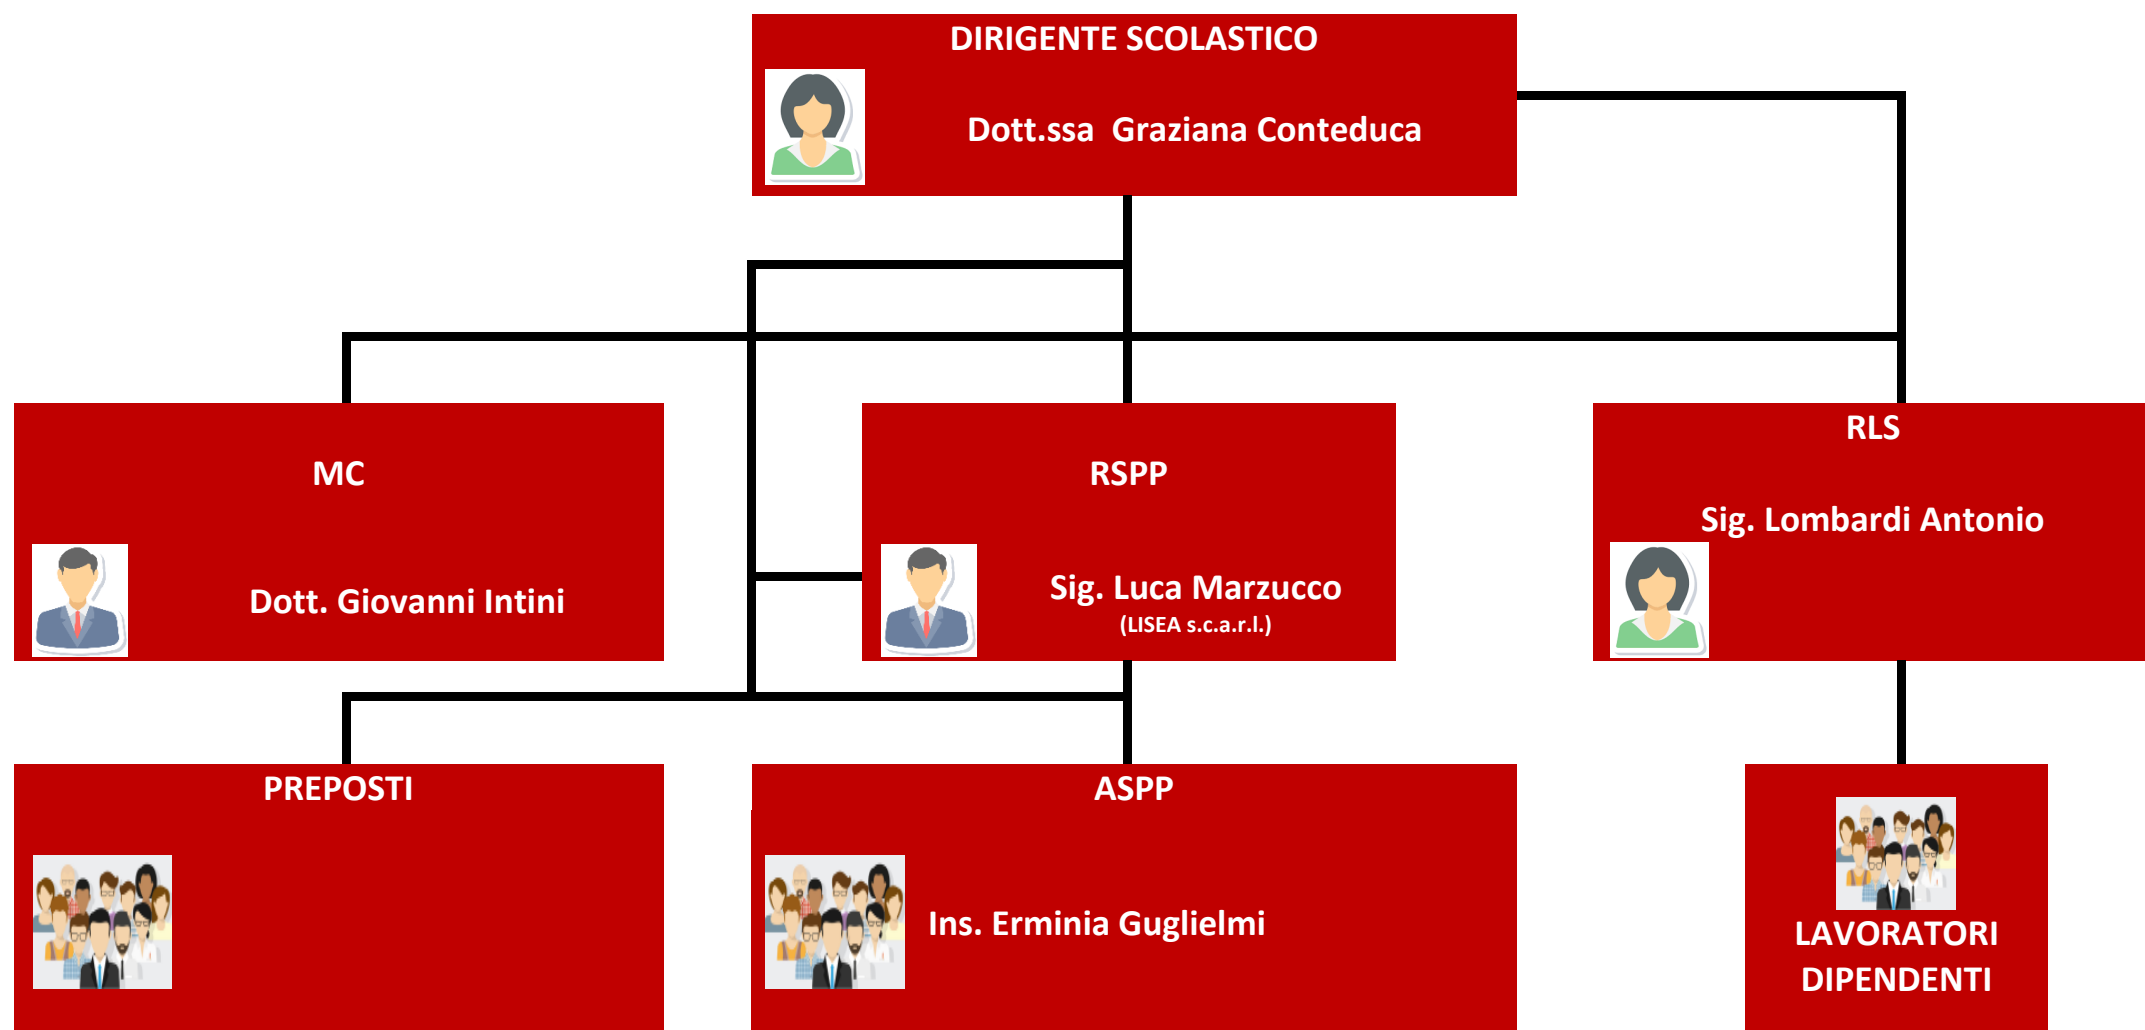 DIRIGENTE SCOLASTICO
Dott.ssa  Graziana Conteduca
MC
Dott. Giovanni Intini
RSPP
Sig. Luca Marzucco
(LISEA s.c.a.r.l.)
RLS
Sig. Lombardi Antonio
PREPOSTI
ASPP
Ins. Erminia Guglielmi
LAVORATORI
DIPENDENTI